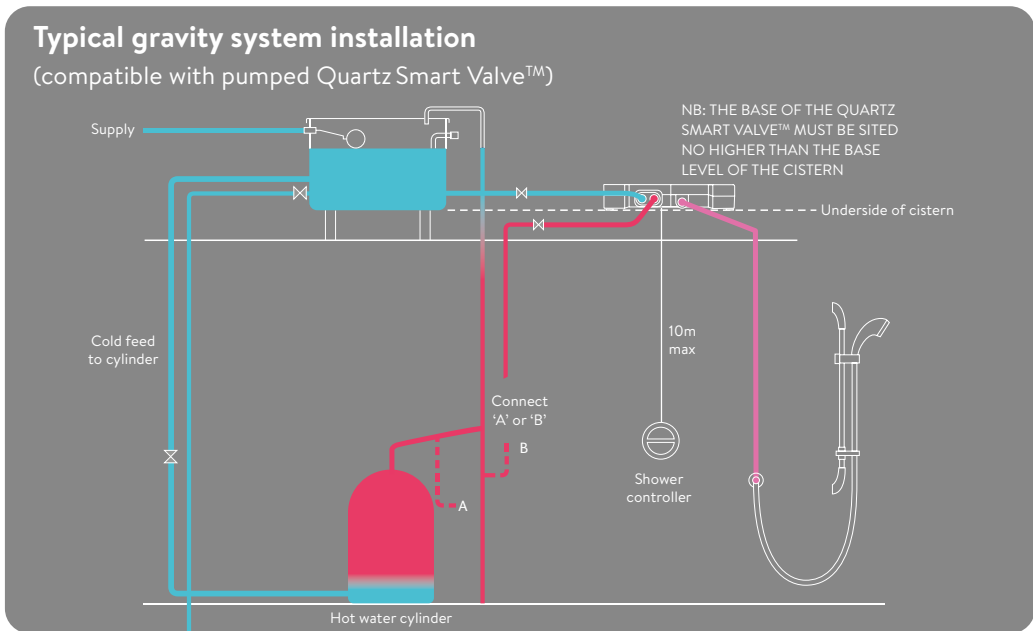 Typical gravity system installation
(compatible with pumped Quartz Smart Valve™)
Supply
NB: THE BASE OF THE QUARTZ
SMART VALVE™ MUST BE SITED
NO HIGHER THAN THE BASE
LEVEL OF THE CISTERN
Underside of cistern
Cold feed
to cylinder
10m
max
Connect
‘A’ or ‘B’
B
A
Shower
controller
Hot water cylinder